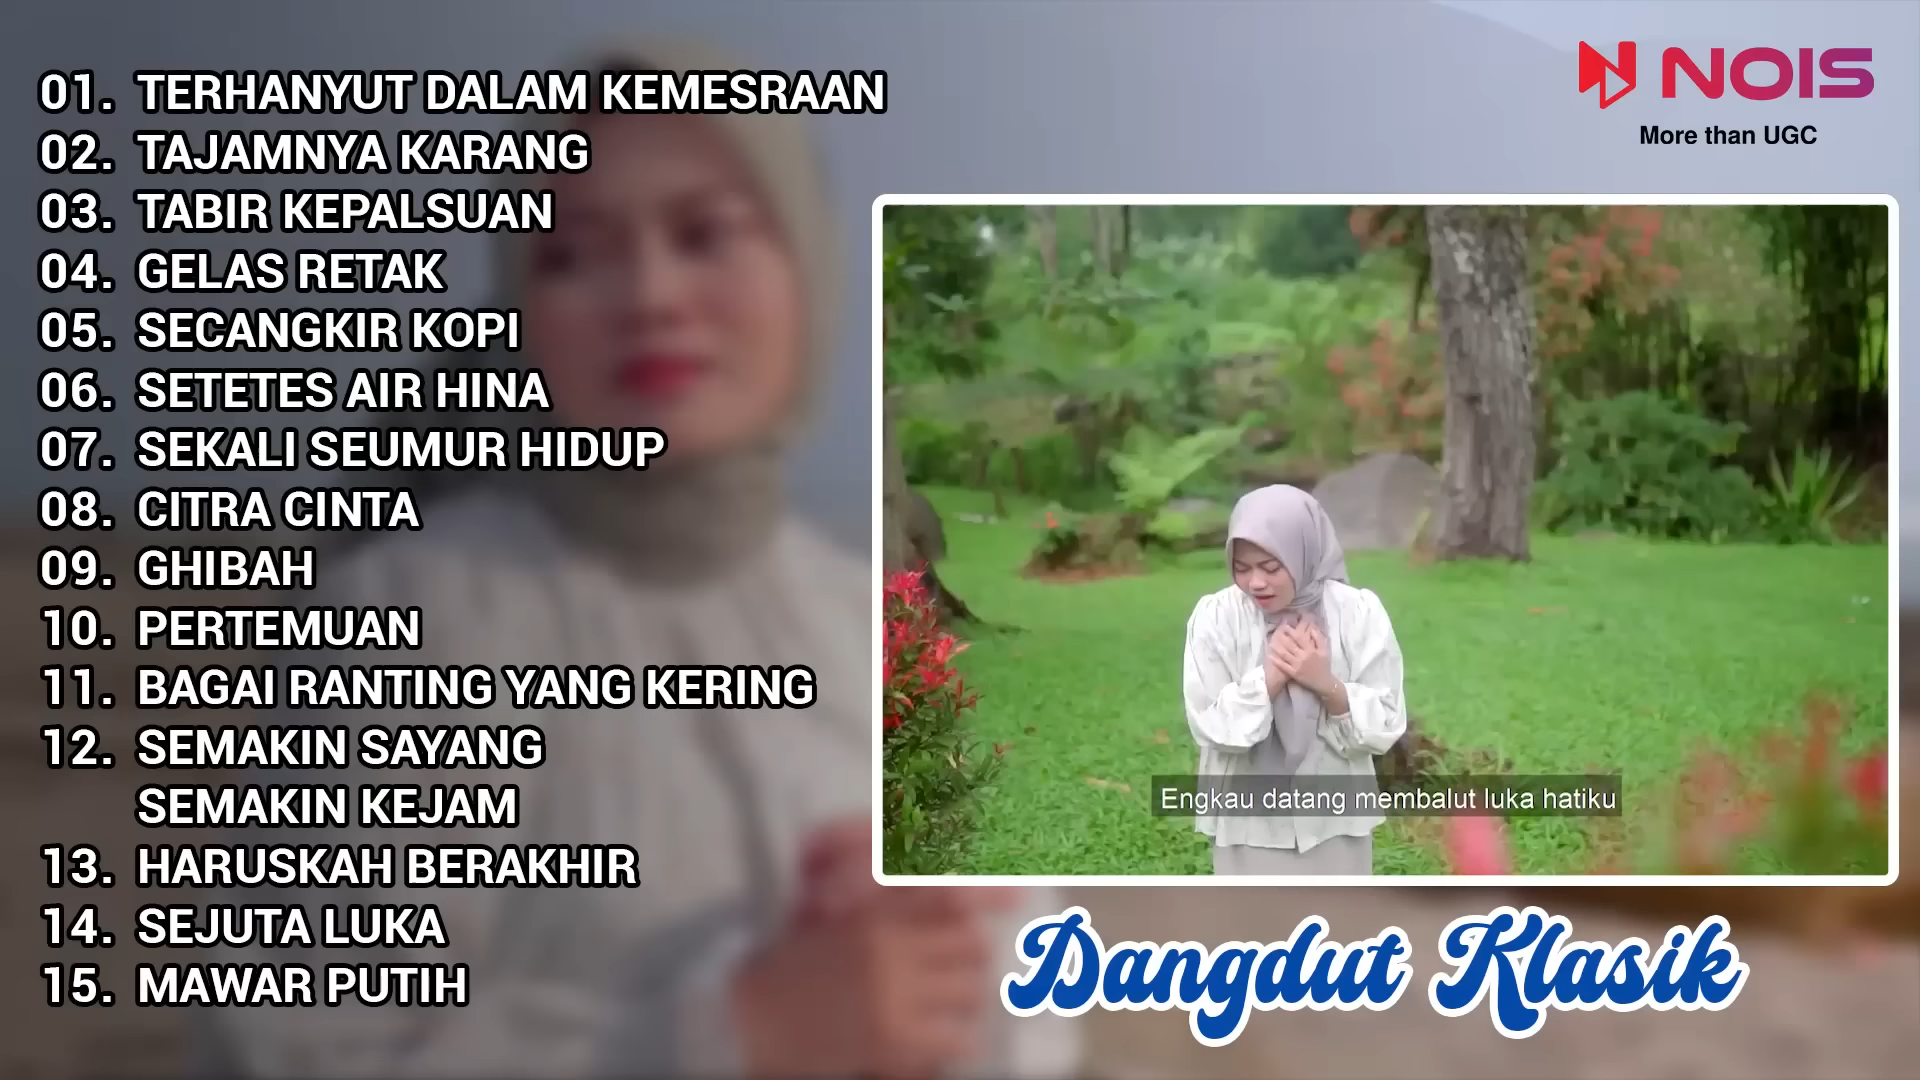 01. TERHANYUT DALAM KEMESRAAN
02. TAJAMNYA KARANG
03. TABIR KEPALSUAN
04. GELAS RETAK
05. SECANGKIR KOPI
06. SETETES AIR HINA
07. SEKALI SEUMUR HIDUP
08. CITRA CINTA
09. GHIBAH
10. PERTEMUAN
11. BAGAI RANTING YANG KERING
12. SEMAKIN SAYANG
SEMAKIN KEJAM
13. HARUSKAH BERAKHIR
14. SEJUTA LUKA
15. MAWAR PUTIH
NOIS
More than UGC
Engkau datang membalut luka hatiku
Dangdut Klasik